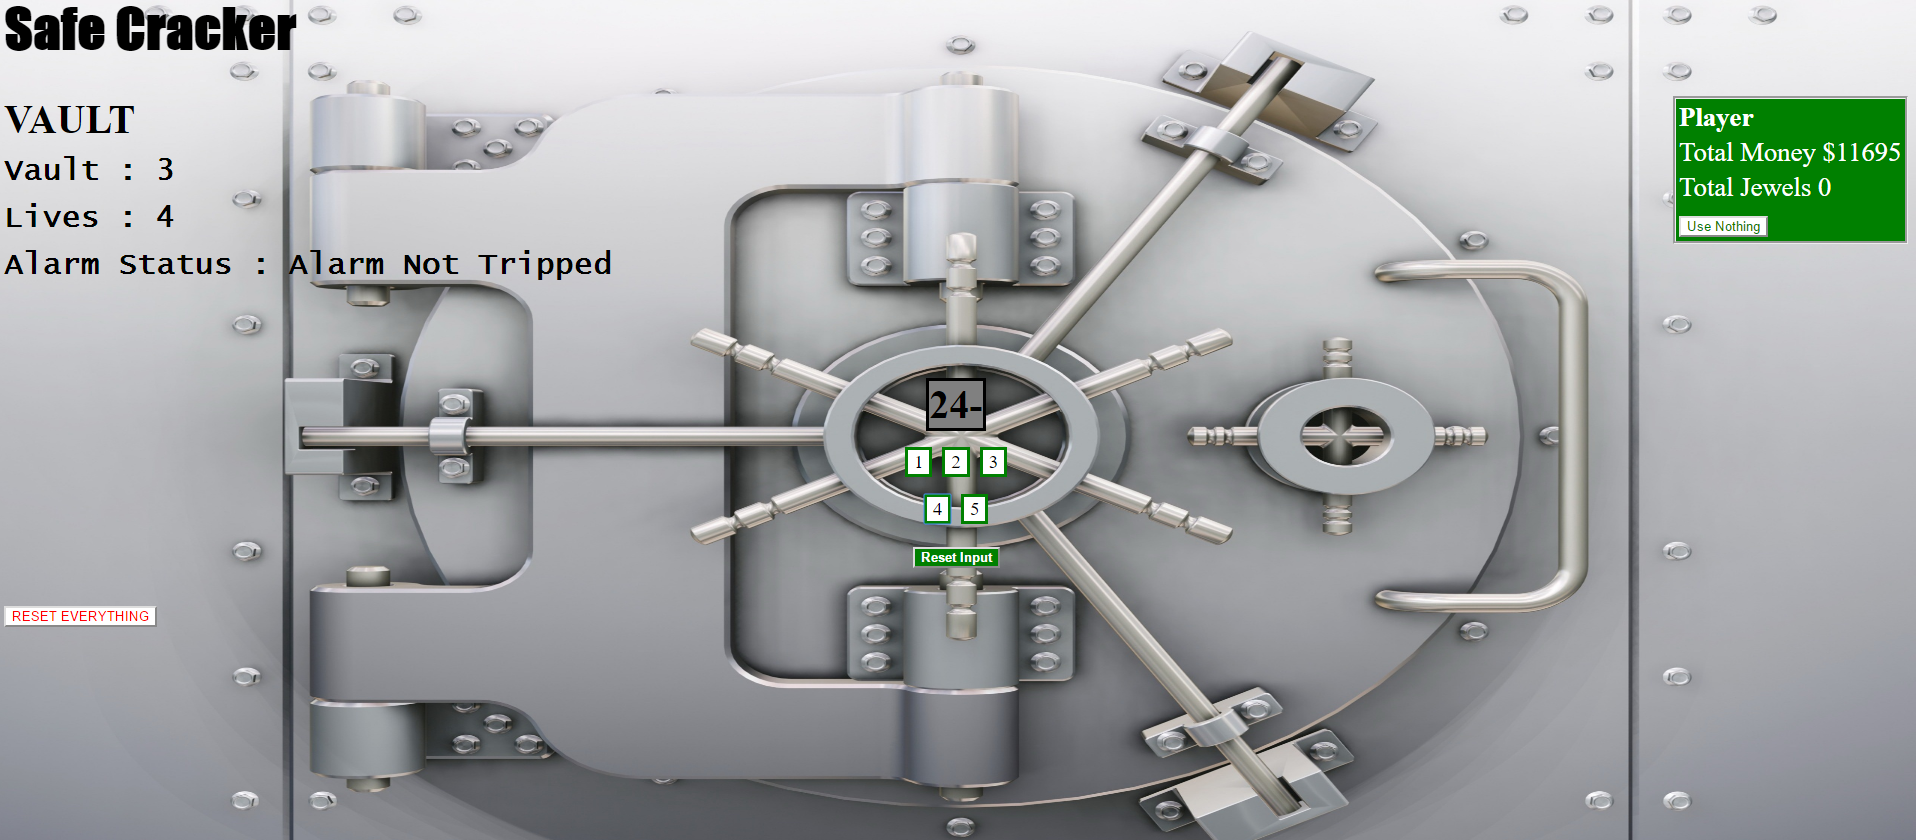 Safe Cracker
VAULT
Vault : 3
Lives : 4
Alarm Status : Alarm Not Tripped
Player
Total Money $11695
Total Jewels 0
Use Nothing
24-
1 2 3
4 5
Reset Input
RESET EVERYTHING